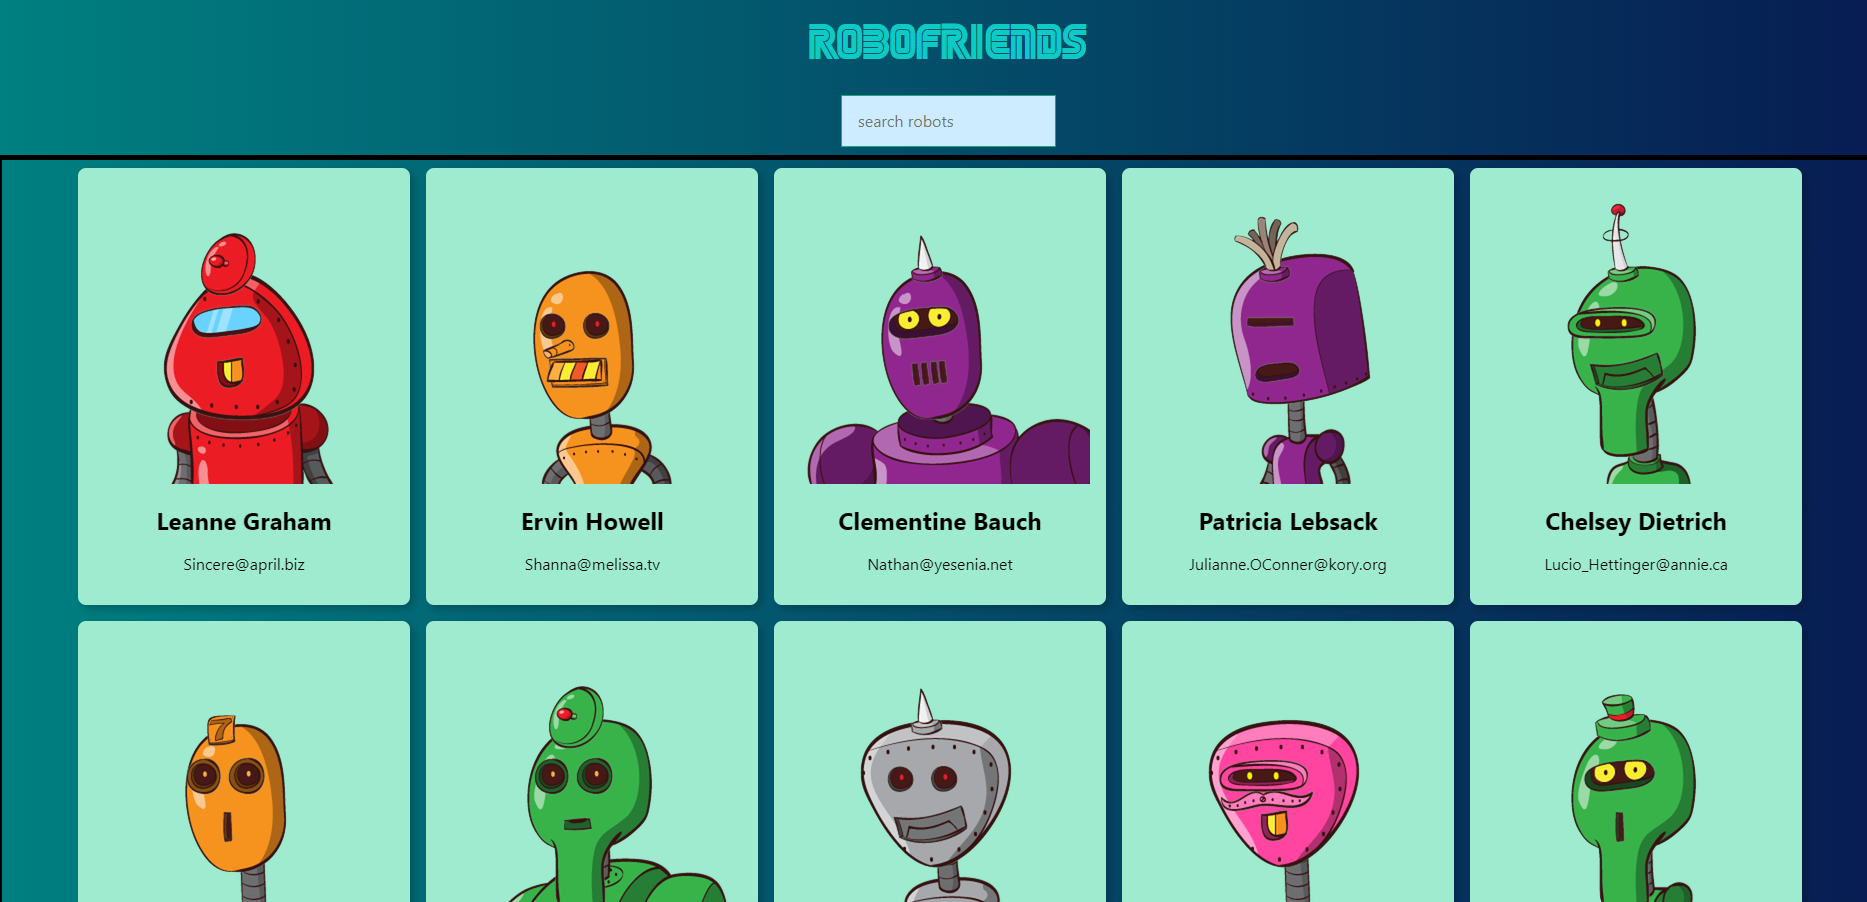 ROBOFRIENDS
search robots
Leanne Graham
Sincere@april.biz
Ervin Howell
Shanna@melissa.tv
Clementine Bauch
Nathan@yesenia.net
Patricia Lebsack
Julianne.OConner@kory.org
Chelsey Dietrich
Lucio_Hettinger@annie.ca
7